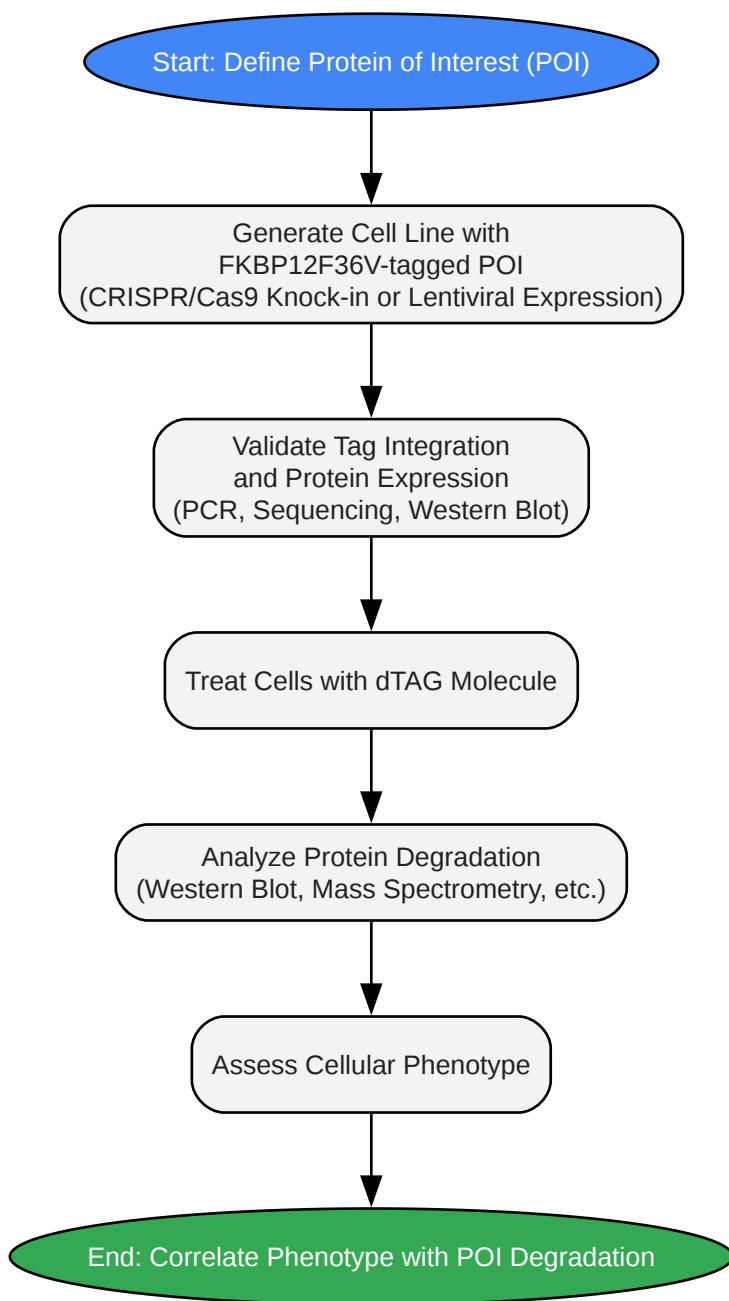 Start: Define Protein of Interest (POI)
Generate Cell Line with
FKBP12F36V-tagged POI
(CRISPR/Cas9 Knock-in or Lentiviral Expression)
Validate Tag Integration
and Protein Expression
(PCR, Sequencing, Western Blot)
Treat Cells with dTAG Molecule
Analyze Protein Degradation
(Western Blot, Mass Spectrometry, etc.)
Assess Cellular Phenotype
End: Correlate Phenotype with POI Degradation